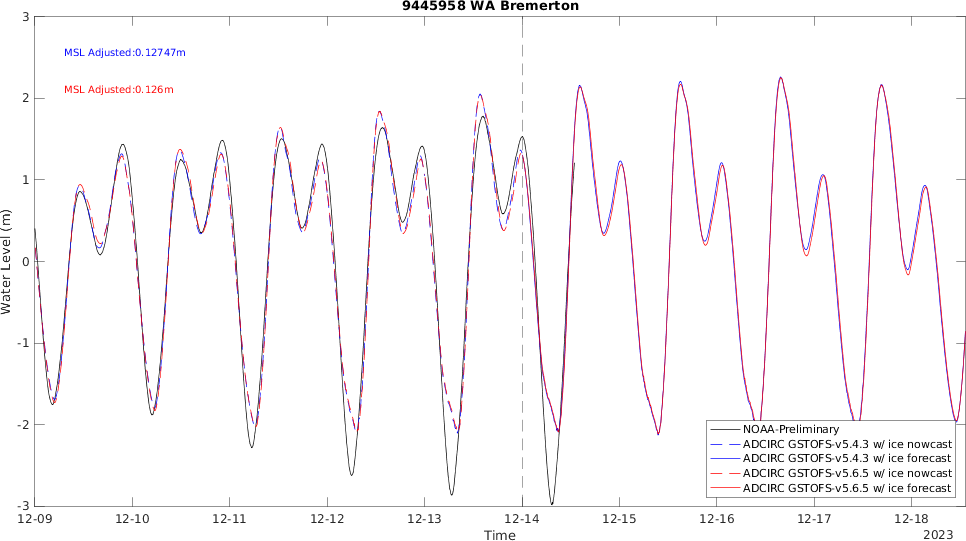 9445958 WA Bremerton
MSL Adjusted:0.12747m
MSL Adjusted:0.126m
Water Level (m)
3
2
1
0
-1
-2
-3
NOAA-Preliminary
ADCIRC GSTOFS-v5.4.3 w/ ice nowcast
ADCIRC GSTOFS-v5.4.3 w/ ice forecast
ADCIRC GSTOFS-v5.6.5 w/ ice nowcast
ADCIRC GSTOFS-v5.6.5 w/ ice forecast
12-09 12-10 12-11 12-12 12-13 12-14 12-15 12-16 12-17 12-18
Time
2023